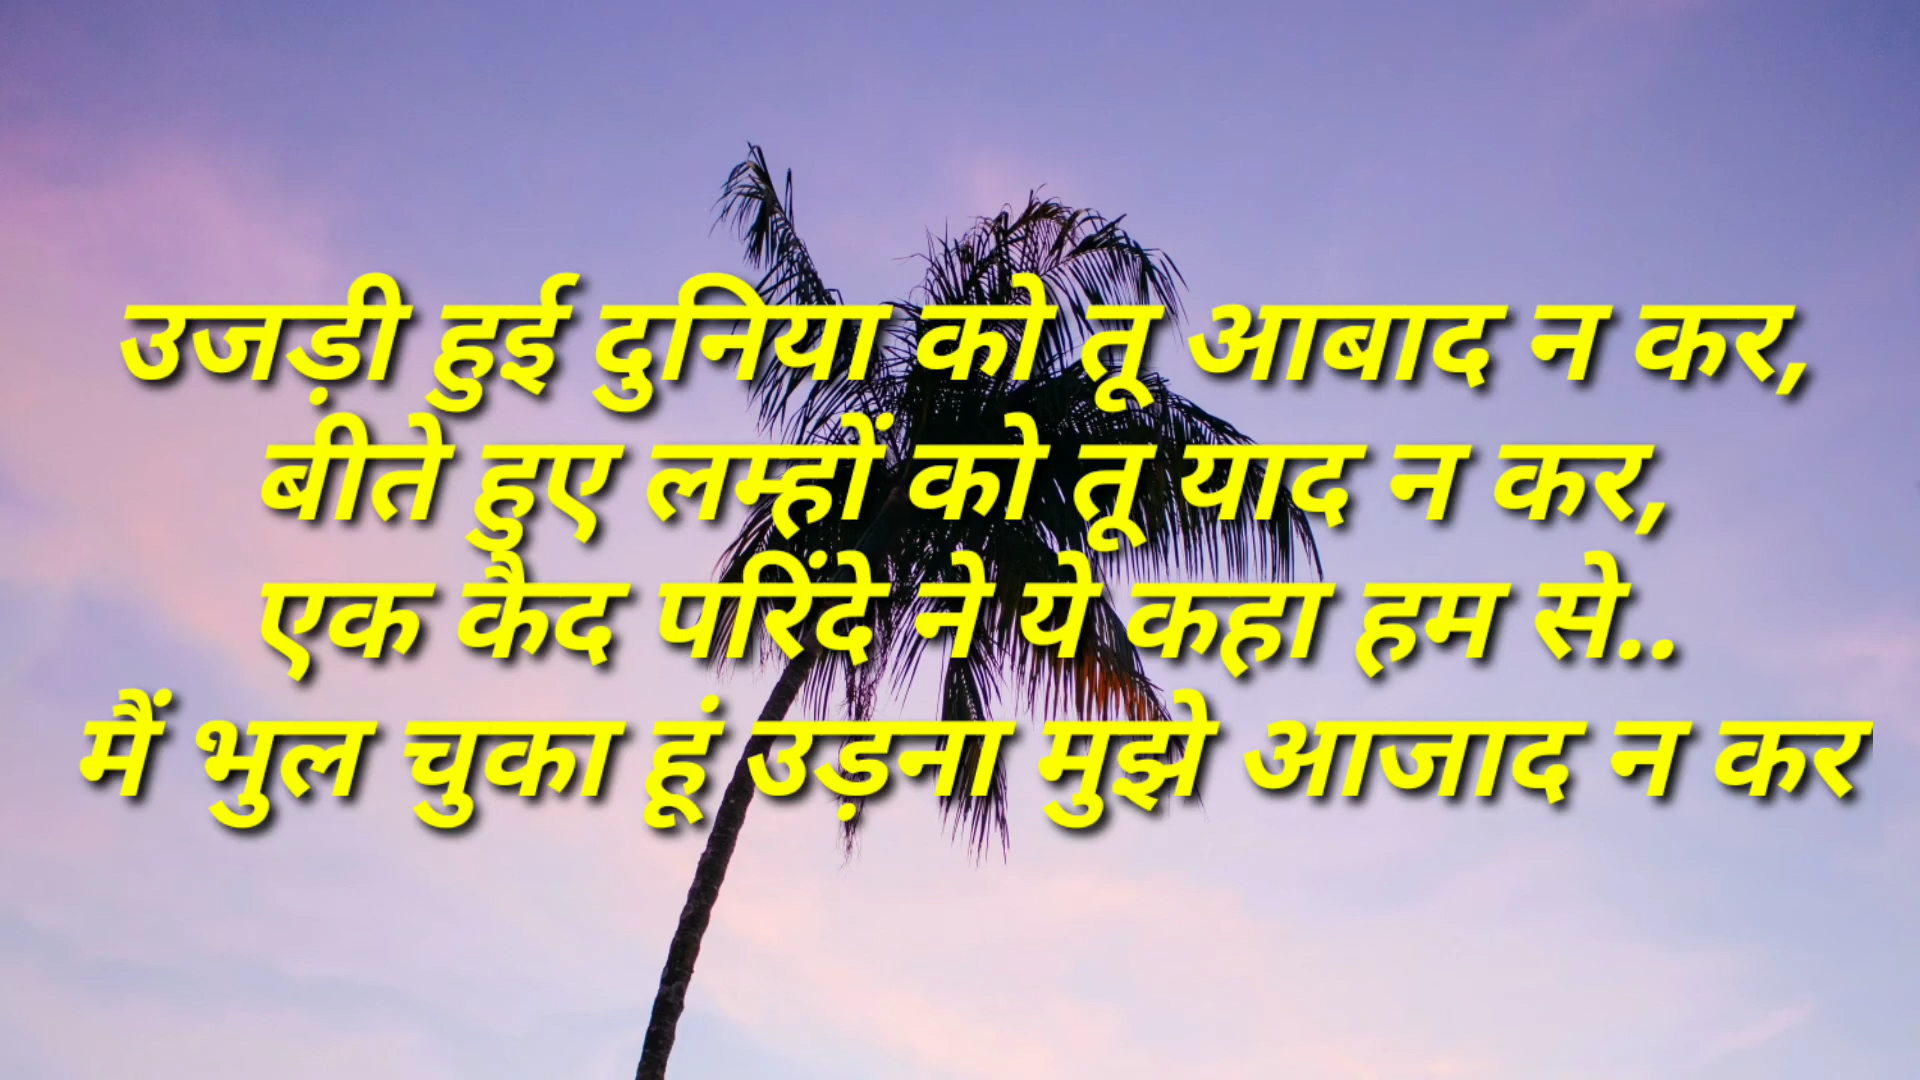 उजड़ी हुई दुनिया को तू आबाद न कर,
बीते हुए लम्हों को तू याद न कर,
एक कैद परिंदे ने ये कहा हम से..
मैं भुल चुका हूं उड़ना मुझे आजाद न कर